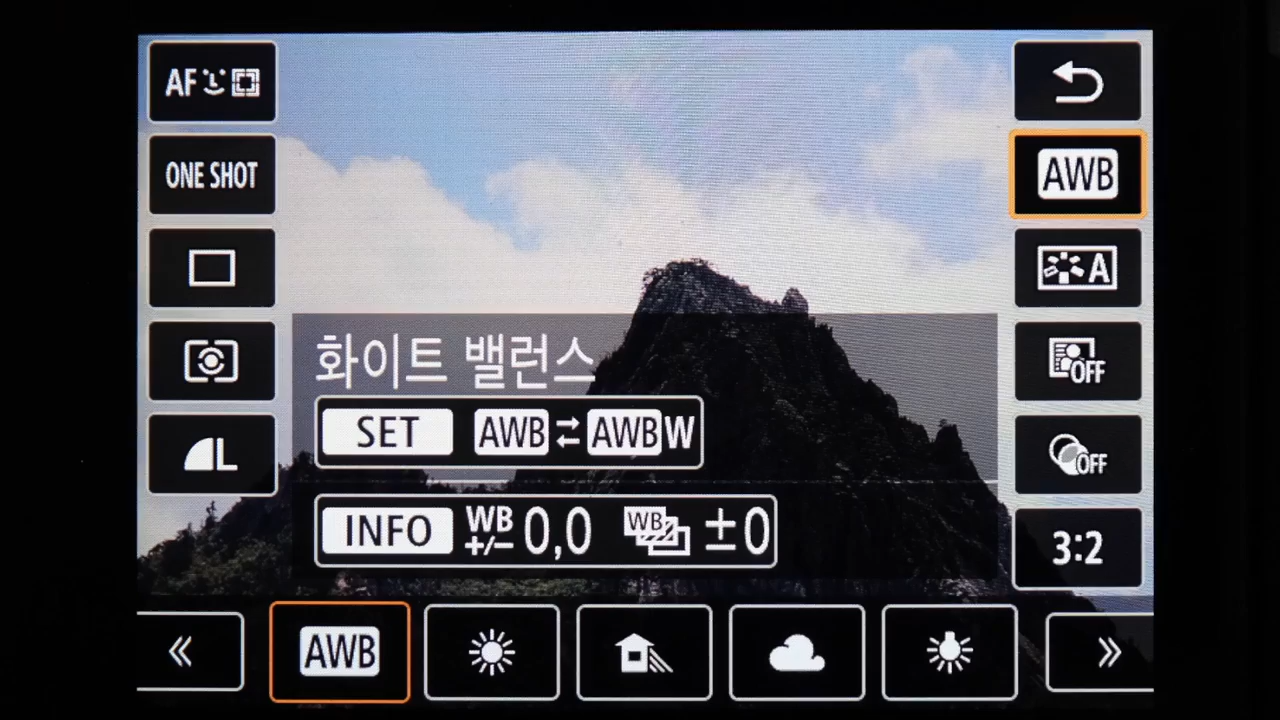 AF
AWB
ONE SHOT
A
화이트 밸런스
OFF
SET AWB AWB W
L
OFF
INFO WB +/− 0,0 WB ±0
3:2
« AWB »